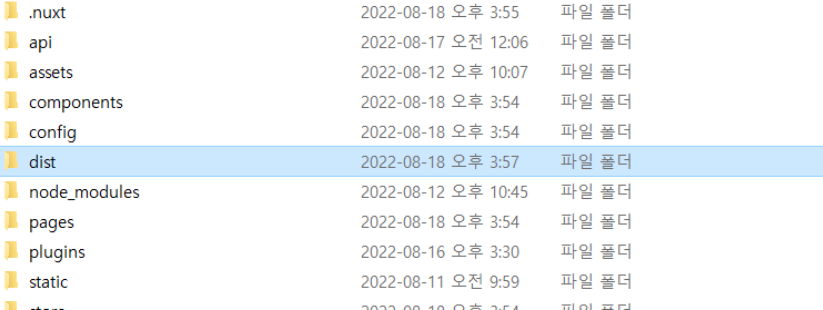 .nuxt 2022-08-18 오후 3:55 파일 폴더
api 2022-08-17 오전 12:06 파일 폴더
assets 2022-08-12 오후 10:07 파일 폴더
components 2022-08-18 오후 3:54 파일 폴더
config 2022-08-18 오후 3:54 파일 폴더
dist 2022-08-18 오후 3:57 파일 폴더
node_modules 2022-08-12 오후 10:45 파일 폴더
pages 2022-08-18 오후 3:54 파일 폴더
plugins 2022-08-16 오후 3:30 파일 폴더
static 2022-08-11 오전 9:59 파일 폴더